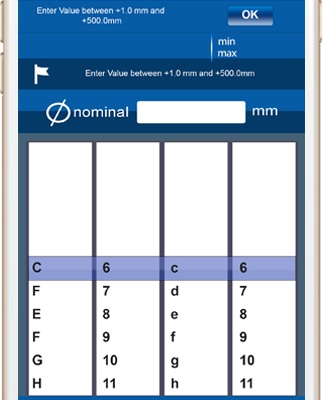 Enter Value between +1.0 mm and
+500.0mm
OK
min
max
Enter Value between +1.0 mm and +500.0mm
nominal mm
C 6 c 6
F 7 d 7
E 8 e 8
F 9 f 9
G 10 g 10
H 11 h 11